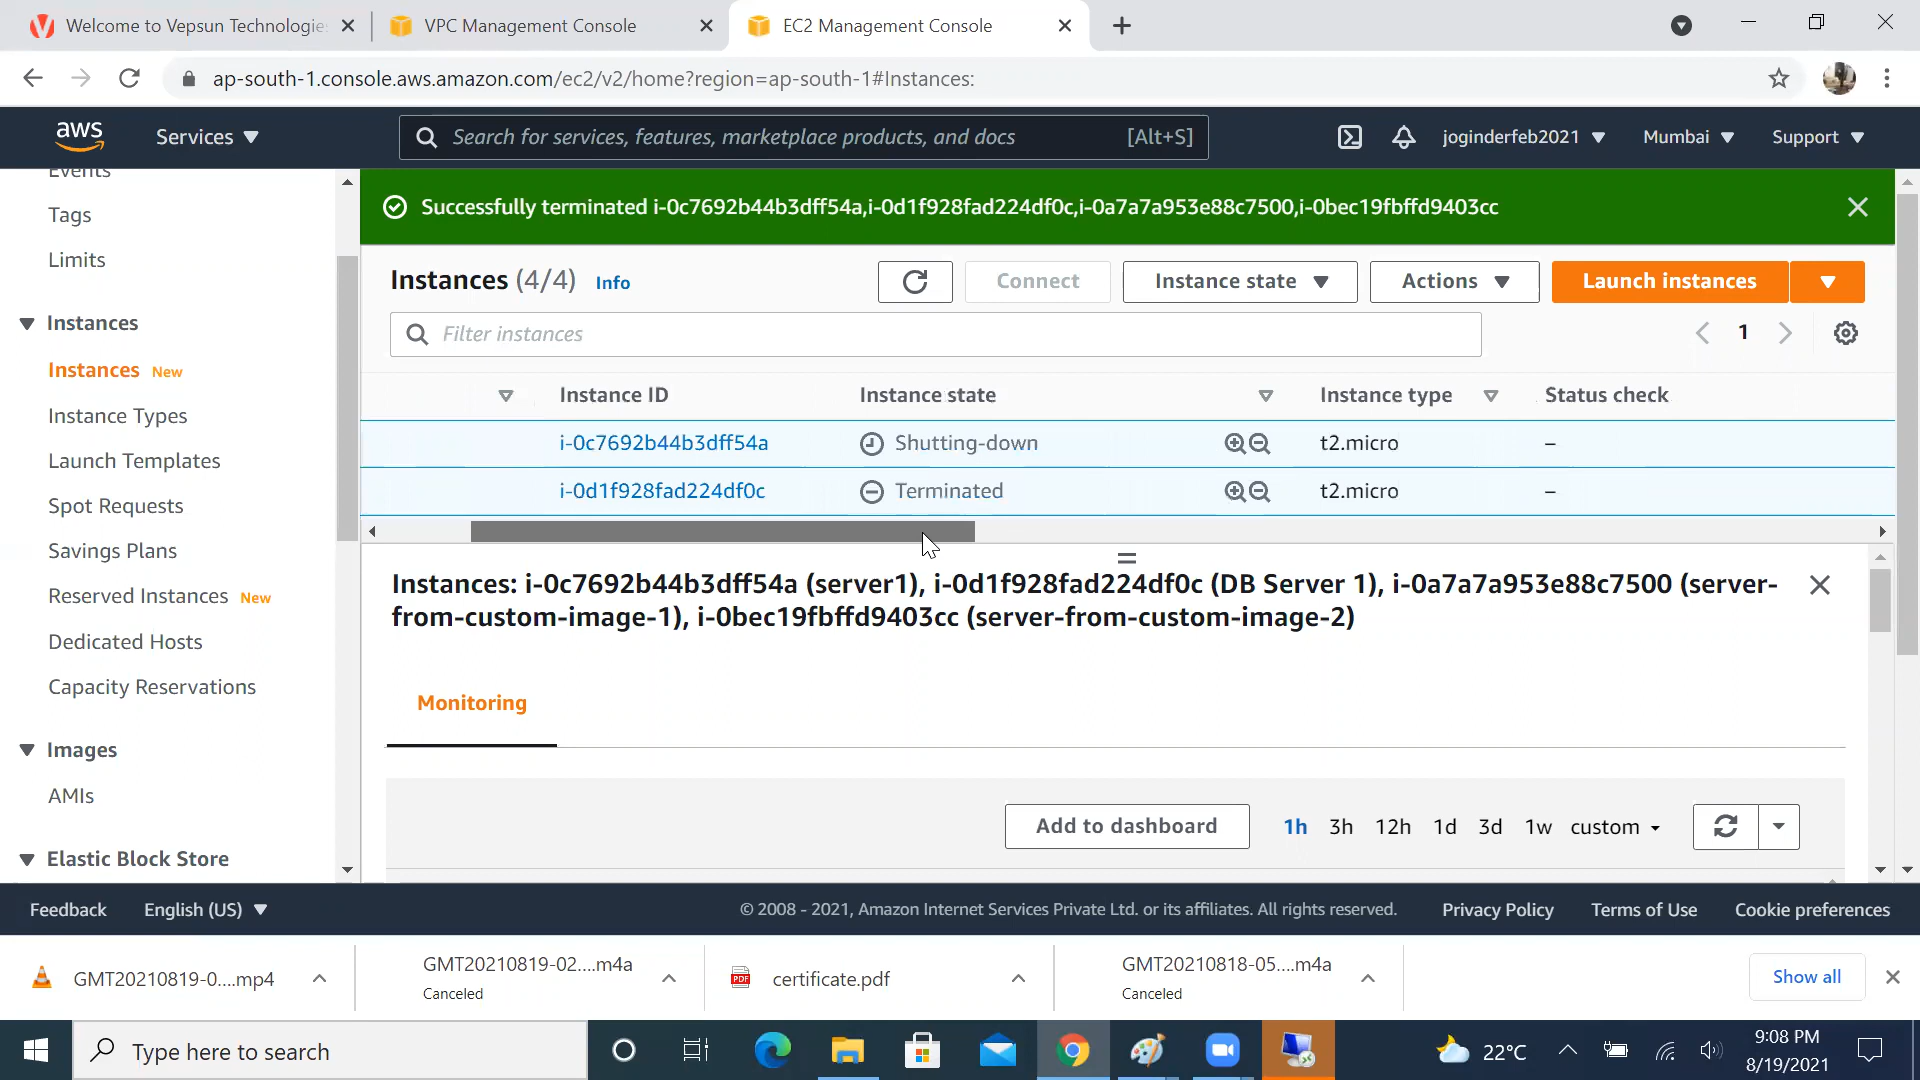 Welcome to Vepsun Technologie
VPC Management Console
EC2 Management Console
ap-south-1.console.aws.amazon.com/ec2/v2/home?region=ap-south-1#Instances:
aws
Services
Search for services, features, marketplace products, and docs
[Alt+S]
joginderfeb2021
Mumbai
Support
Events
Tags
Limits
Instances
Instances New
Instance Types
Launch Templates
Spot Requests
Savings Plans
Reserved Instances New
Dedicated Hosts
Capacity Reservations
Images
AMIs
Elastic Block Store
Successfully terminated i-0c7692b44b3dff54a,i-0d1f928fad224df0c,i-0a7a7a953e88c7500,i-0bec19fbffd9403cc
Instances (4/4) Info
Connect
Instance state
Actions
Launch instances
Filter instances
1
Instance ID Instance state Instance type Status check
i-0c7692b44b3dff54a Shutting-down t2.micro –
i-0d1f928fad224df0c Terminated t2.micro –
Instances: i-0c7692b44b3dff54a (server1), i-0d1f928fad224df0c (DB Server 1), i-0a7a7a953e88c7500 (server-
from-custom-image-1), i-0bec19fbffd9403cc (server-from-custom-image-2)
Monitoring
Add to dashboard
1h 3h 12h 1d 3d 1w custom
Feedback
English (US)
© 2008 - 2021, Amazon Internet Services Private Ltd. or its affiliates. All rights reserved.
Privacy Policy
Terms of Use
Cookie preferences
GMT20210819-0....mp4
GMT20210819-02....m4a
Canceled
PDF
certificate.pdf
GMT20210818-05....m4a
Canceled
Show all
Type here to search
22°C
9:08 PM
8/19/2021